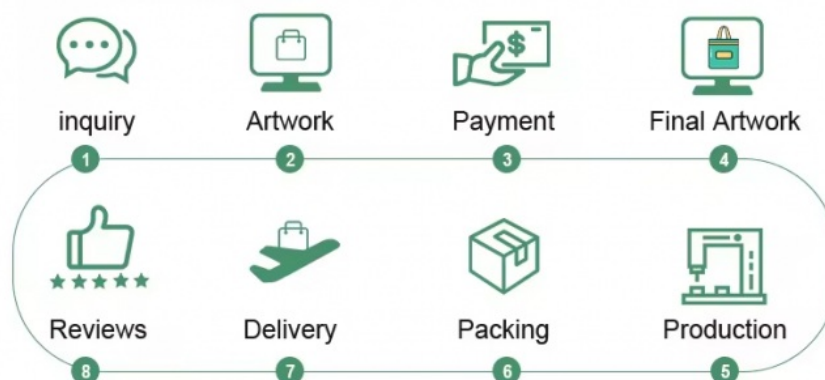 inquiry Artwork Payment Final Artwork
1 2 3 4
$
Reviews Delivery Packing Production
8 7 6 5